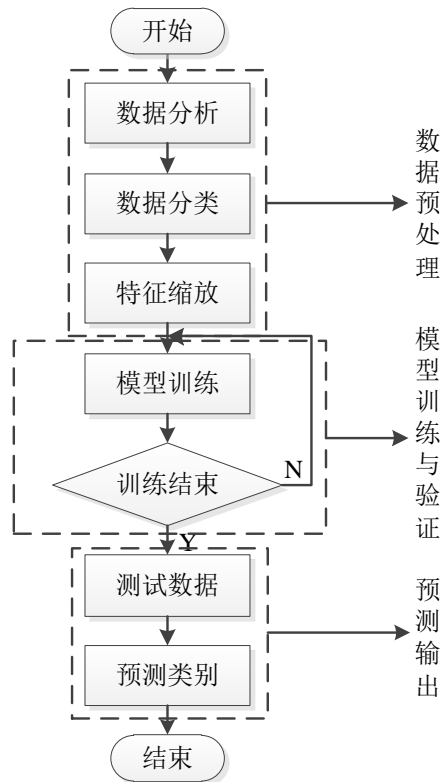 开始
数据分析
数据分类
特征缩放
数据预处理
模型训练
训练结束
N
Y
模型训练与验证
测试数据
预测类别
预测输出
结束